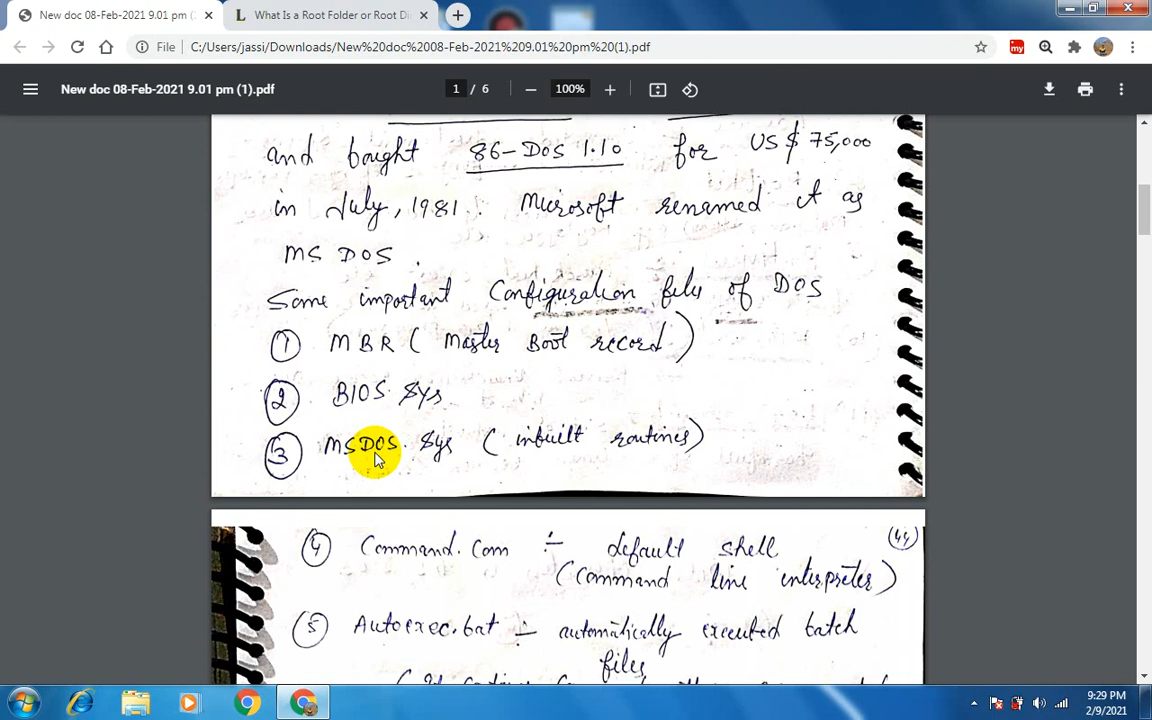 New doc 08-Feb-2021 9.01 pm (
What Is a Root Folder or Root Di
File
C:/Users/jassi/Downloads/New%20doc%2008-Feb-2021%209.01%20pm%20(1).pdf
my
New doc 08-Feb-2021 9.01 pm (1).pdf
1 / 6
100%
and bought 86-DOS 1.10 for US $ 75,000
in July, 1981. Microsoft renamed it as
MS DOS.
Some important Configuration files of DOS
1 MBR ( Master Boot record )
2 BIOS. Sys
3 MSDOS. Sys ( inbuilt routines )
(44)
4 Command.Com ÷ default shell
(Command line interpreter)
5 Autoexec.bat ÷ automatically executed batch
files
9:29 PM
2/9/2021